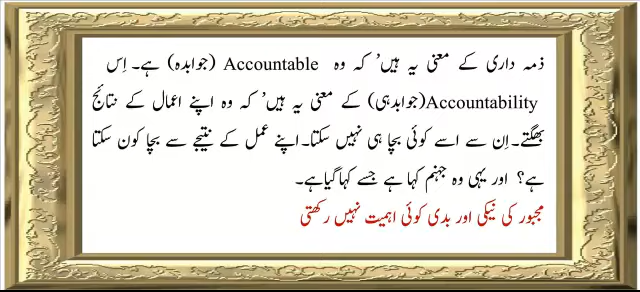 ذمہ داری کے معنی یہ ہیں' کہ وہ Accountable (جوابدہ) ہے۔ اِس
Accountability(جوابدہی) کے معنی یہ ہیں' کہ وہ اپنے اعمال کے نتائج
بھگتے۔ اِن سے اسے کوئی بچا ہی نہیں سکتا۔ اپنے عمل کے نتیجے سے بچا کون سکتا
ہے؟ اور یہی وہ جہنم کہا ہے جسے کہا گیا ہے۔
مجبور کی نیکی اور بدی کوئی اہمیت نہیں رکھتی